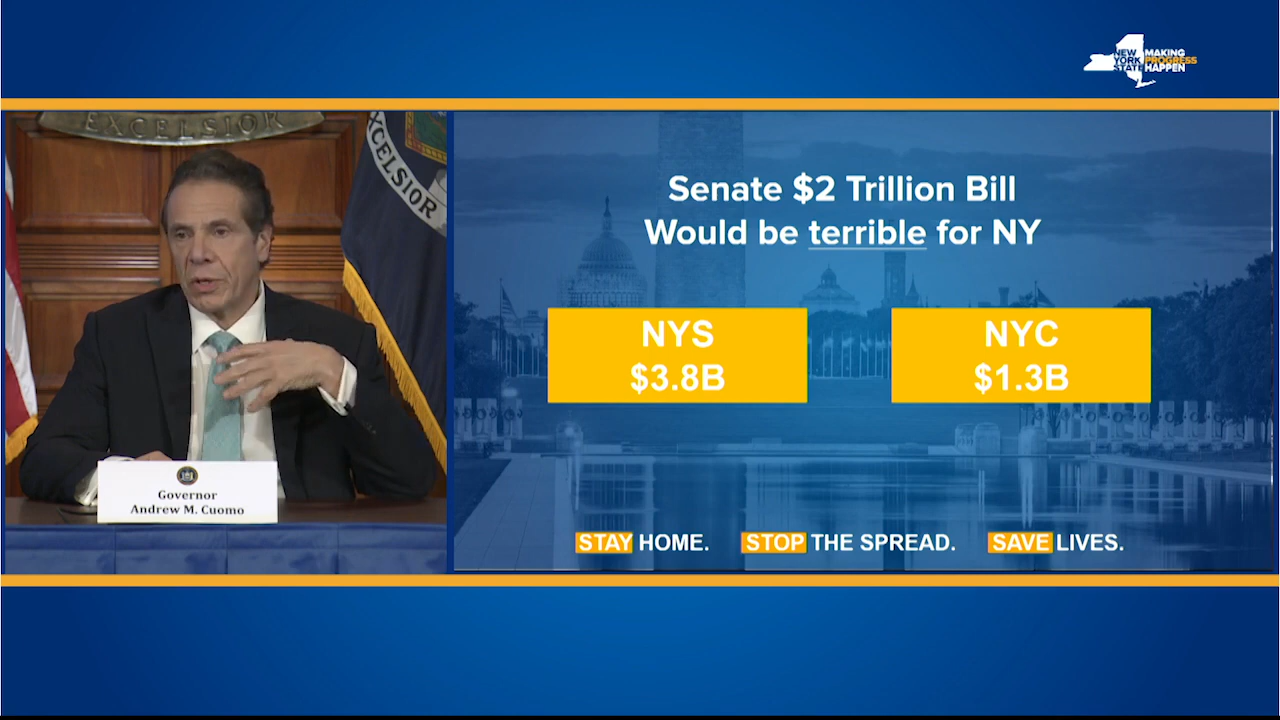 NEW
YORK
STATE
MAKING
PROGRESS
HAPPEN
EXCELSIOR
XCELSIOR
Senate $2 Trillion Bill
Would be terrible for NY
NYS
$3.8B
NYC
$1.3B
Governor
Andrew M. Cuomo
STAY HOME. STOP THE SPREAD. SAVE LIVES.